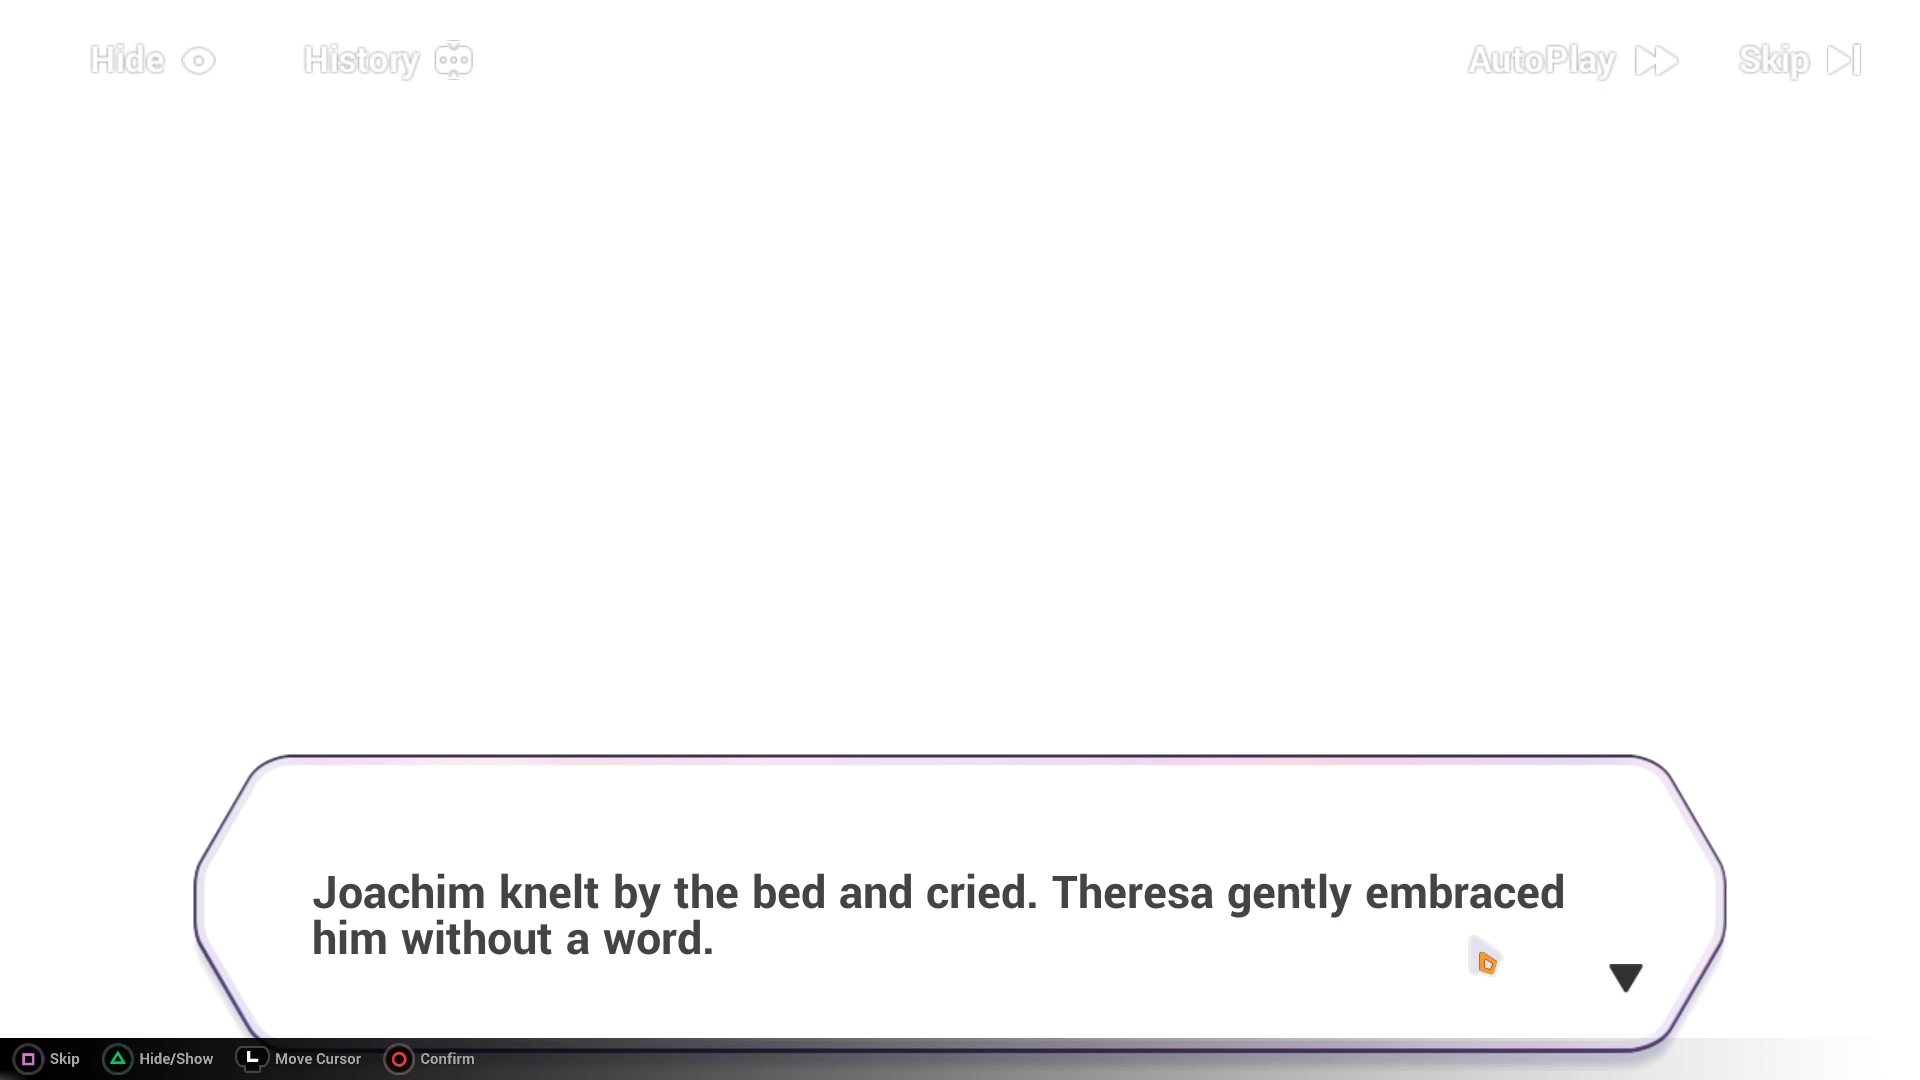 Hide
History
AutoPlay
Skip
Joachim knelt by the bed and cried. Theresa gently embraced
him without a word.
Skip
Hide/Show
L
Move Cursor
Confirm